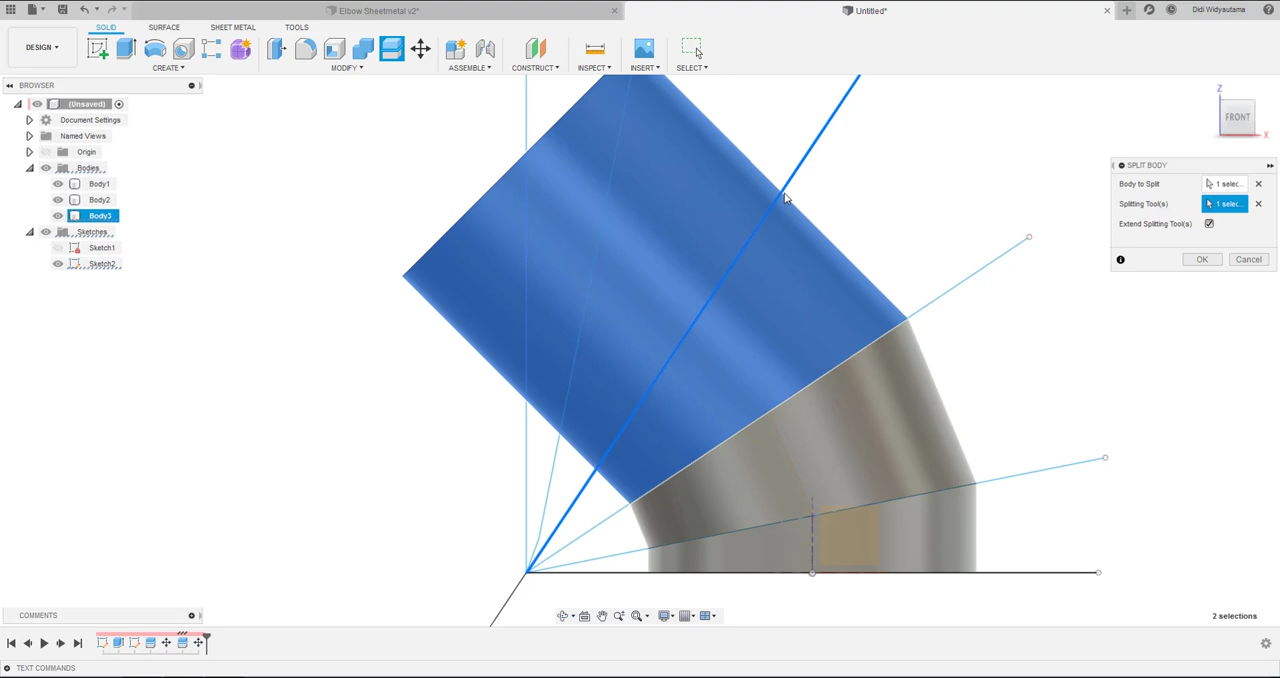 Elbow Sheetmetal v2*
Untitled*
Didi Widyautama
DESIGN
SOLID
SURFACE
SHEET METAL
TOOLS
CREATE
MODIFY
ASSEMBLE
CONSTRUCT
INSPECT
INSERT
SELECT
BROWSER
(Unsaved)
Document Settings
Named Views
Origin
Bodies
Body1
Body2
Body3
Sketches
Sketch1
Sketch2
Z
FRONT
X
SPLIT BODY
Body to Split
1 selec...
Splitting Tool(s)
1 selec...
Extend Splitting Tool(s)
OK
Cancel
COMMENTS
2 selections
TEXT COMMANDS